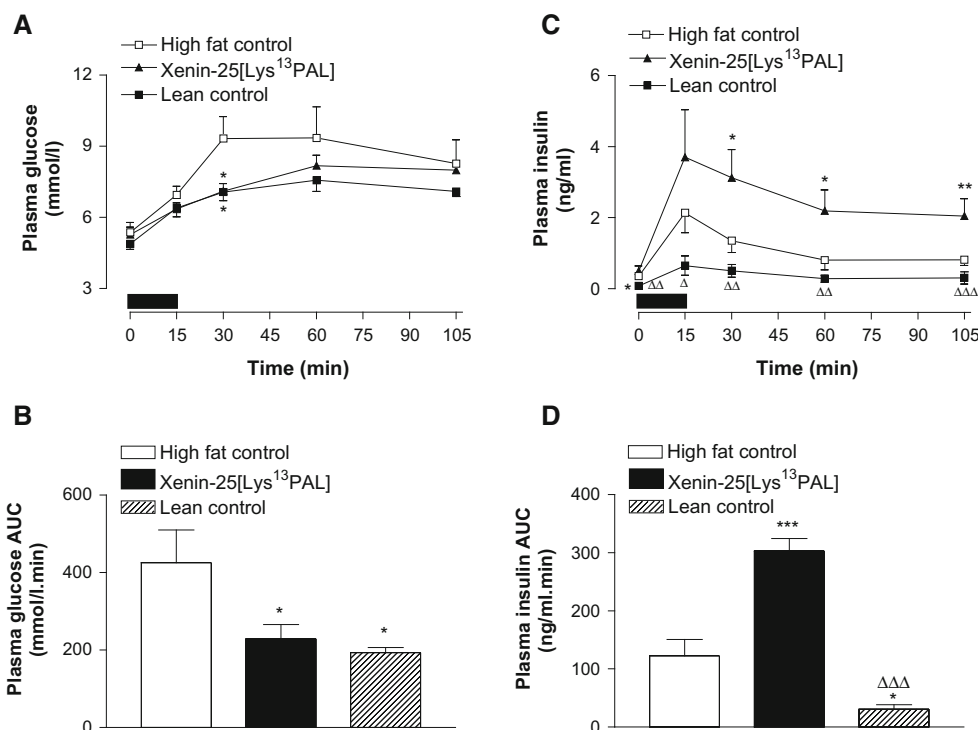 A
High fat control
Xenin-25[Lys¹³PAL]
Lean control
Plasma glucose
(mmol/l)
12
9
6
3
*
*
0 15 30 45 60 75 90 105
Time (min)
C
High fat control
Xenin-25[Lys¹³PAL]
Lean control
Plasma insulin
(ng/ml)
6
4
2
0
* * **
* ΔΔ Δ ΔΔ ΔΔ ΔΔΔ
0 15 30 45 60 75 90 105
Time (min)
B
High fat control
Xenin-25[Lys¹³PAL]
Lean control
Plasma glucose AUC
(mmol/l.min)
600
400
200
0
* *
D
High fat control
Xenin-25[Lys¹³PAL]
Lean control
Plasma insulin AUC
(ng/ml.min)
400
300
200
100
0
***
ΔΔΔ
*